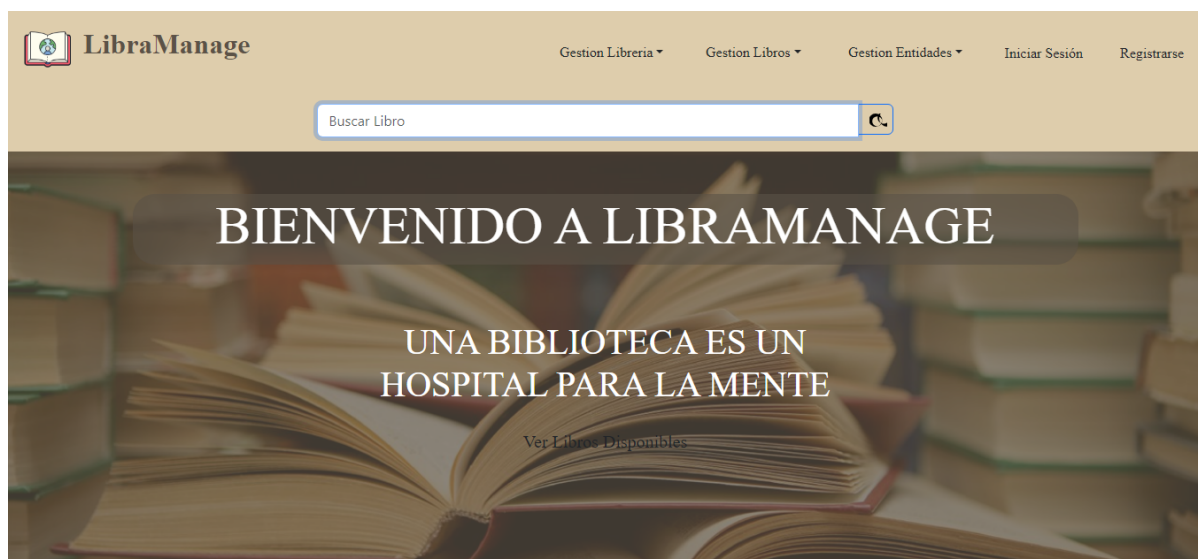 LibraManage
Gestion Libreria
Gestion Libros
Gestion Entidades
Iniciar Sesión
Registrarse
Buscar Libro
BIENVENIDO A LIBRAMANAGE
UNA BIBLIOTECA ES UN
HOSPITAL PARA LA MENTE
Ver Libros Disponibles